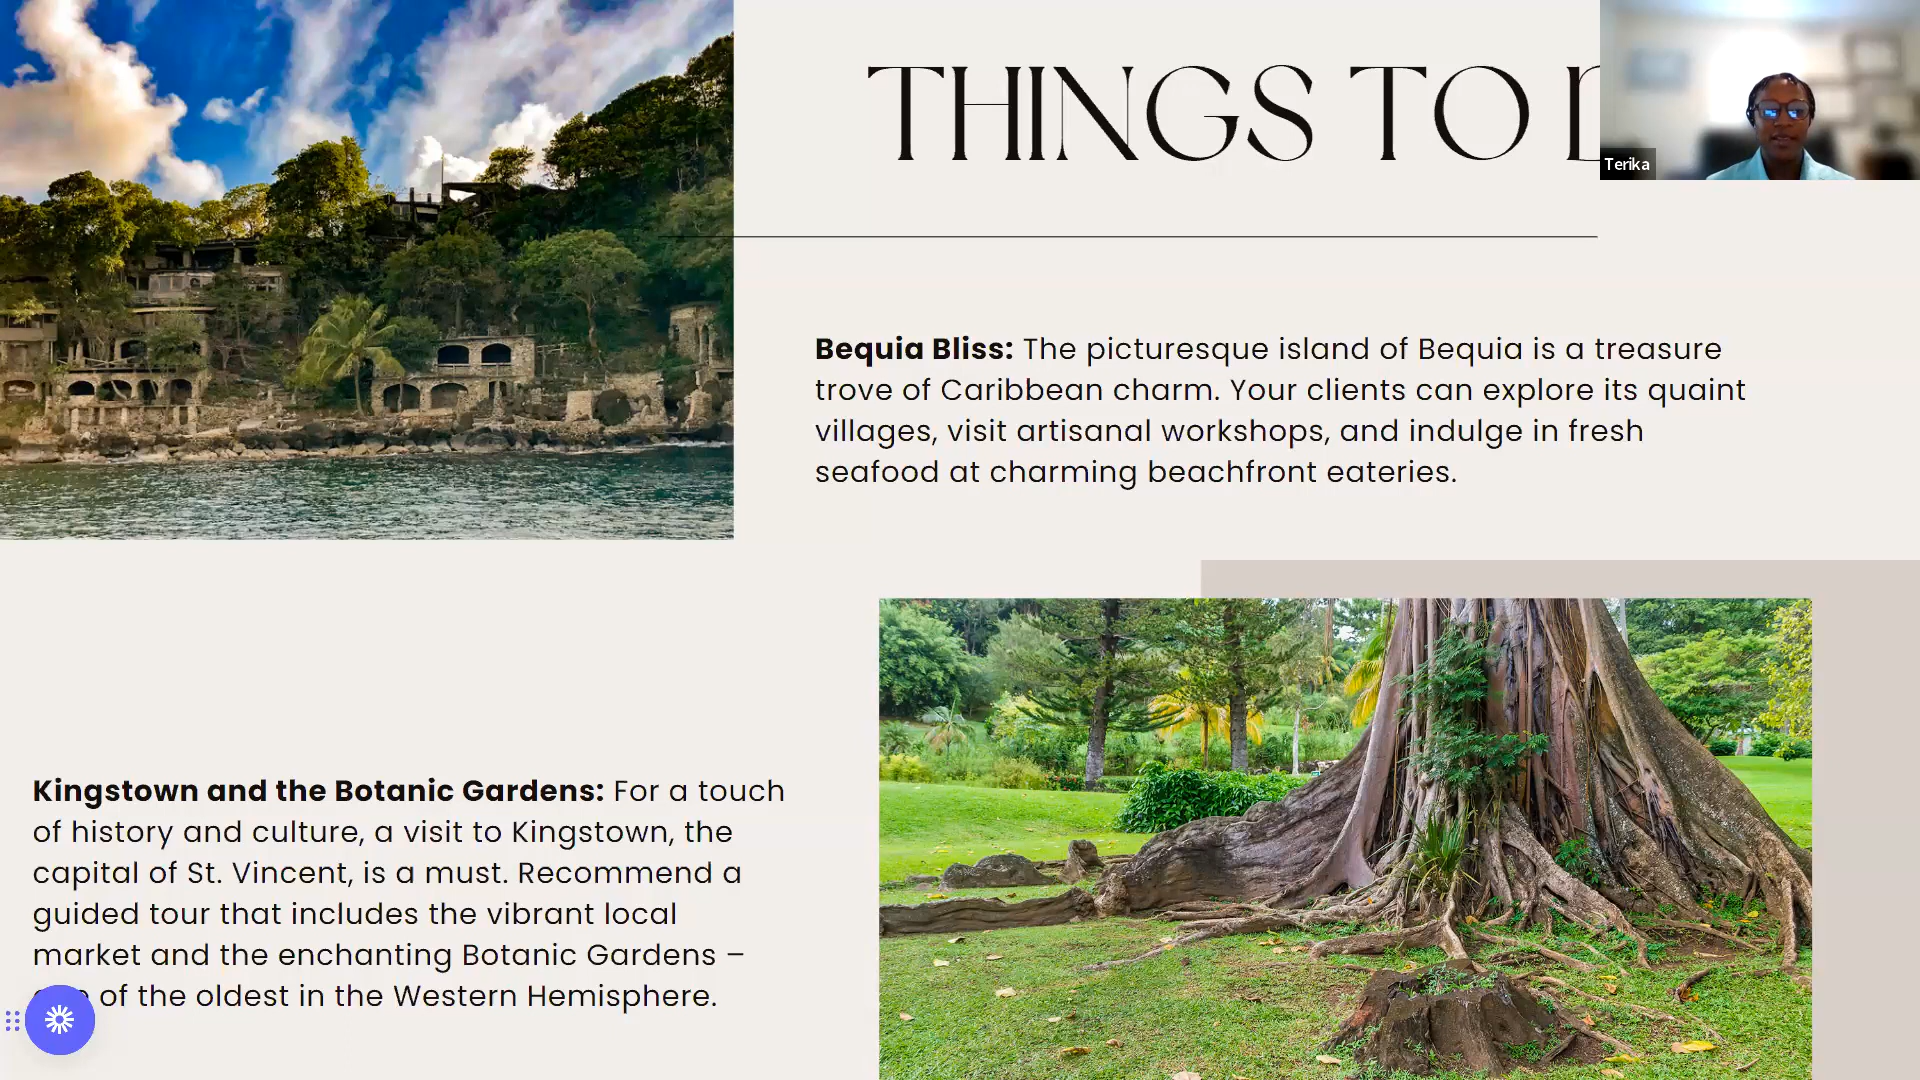 THINGS TO D
Terika
Bequia Bliss: The picturesque island of Bequia is a treasure
trove of Caribbean charm. Your clients can explore its quaint
villages, visit artisanal workshops, and indulge in fresh
seafood at charming beachfront eateries.
Kingstown and the Botanic Gardens: For a touch
of history and culture, a visit to Kingstown, the
capital of St. Vincent, is a must. Recommend a
guided tour that includes the vibrant local
market and the enchanting Botanic Gardens –
of the oldest in the Western Hemisphere.